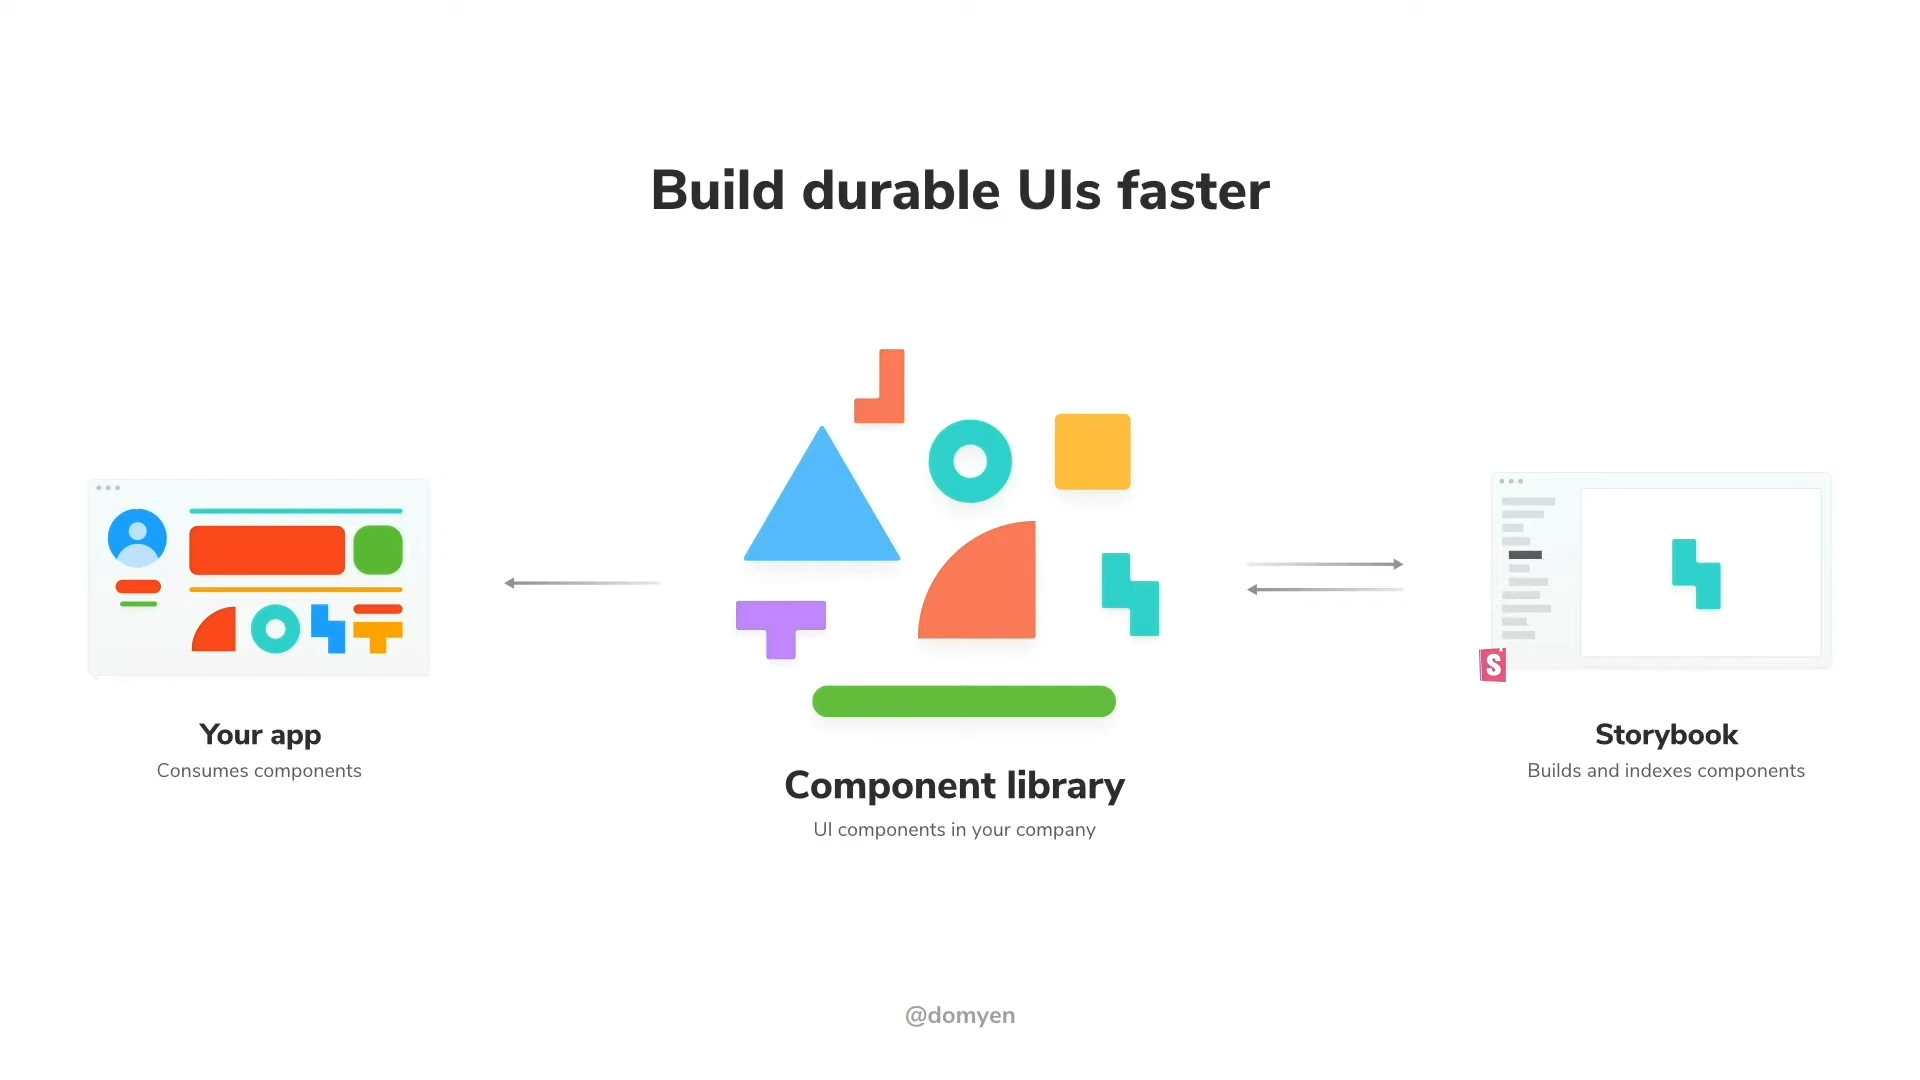 Build durable UIs faster
Your app
Consumes components
Component library
UI components in your company
S
Storybook
Builds and indexes components
@domyen